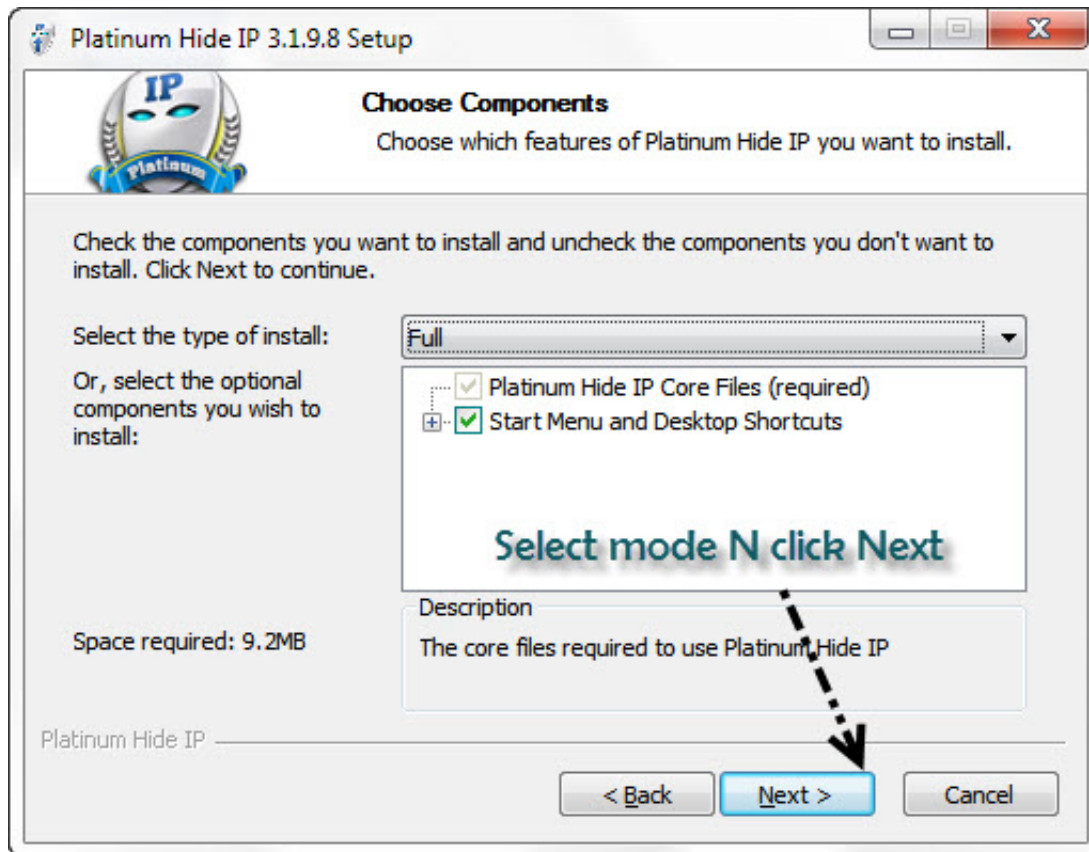 Platinum Hide IP 3.1.9.8 Setup
IP
Platinum
Choose Components
Choose which features of Platinum Hide IP you want to install.
Check the components you want to install and uncheck the components you don't want to
install. Click Next to continue.
Select the type of install:
Full
Or, select the optional
components you wish to
install:
Platinum Hide IP Core Files (required)
Start Menu and Desktop Shortcuts
Select mode N click Next
Space required: 9.2MB
Description
The core files required to use Platinum Hide IP
Platinum Hide IP
< Back
Next >
Cancel